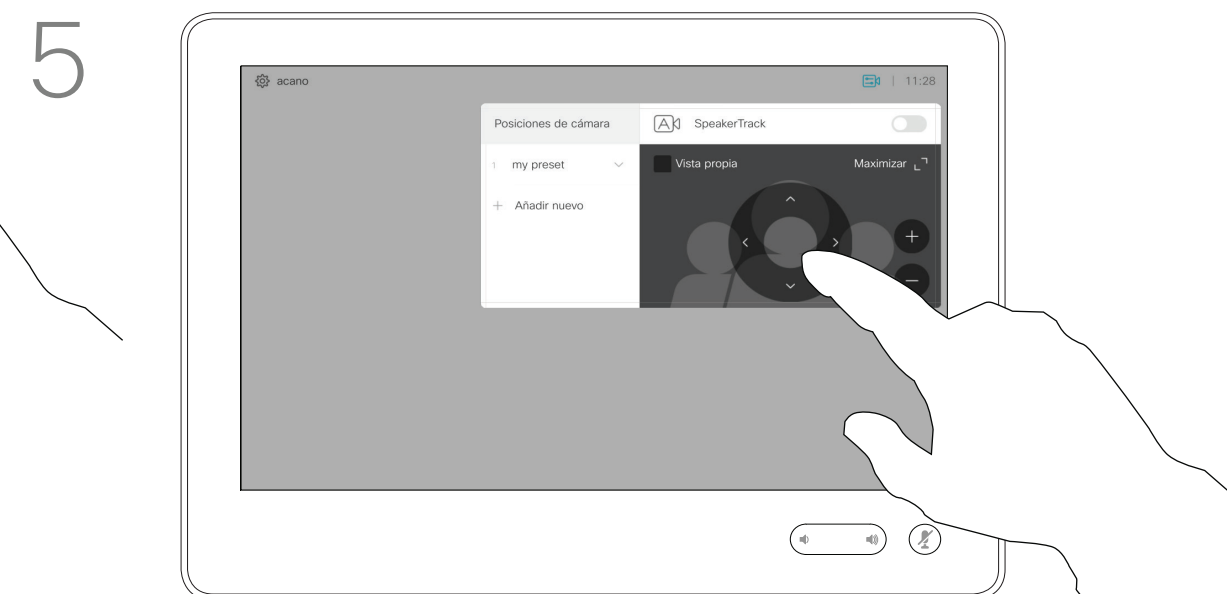 5
acano
11:28
Posiciones de cámara
SpeakerTrack
1 my preset
Vista propia
Maximizar
+ Añadir nuevo